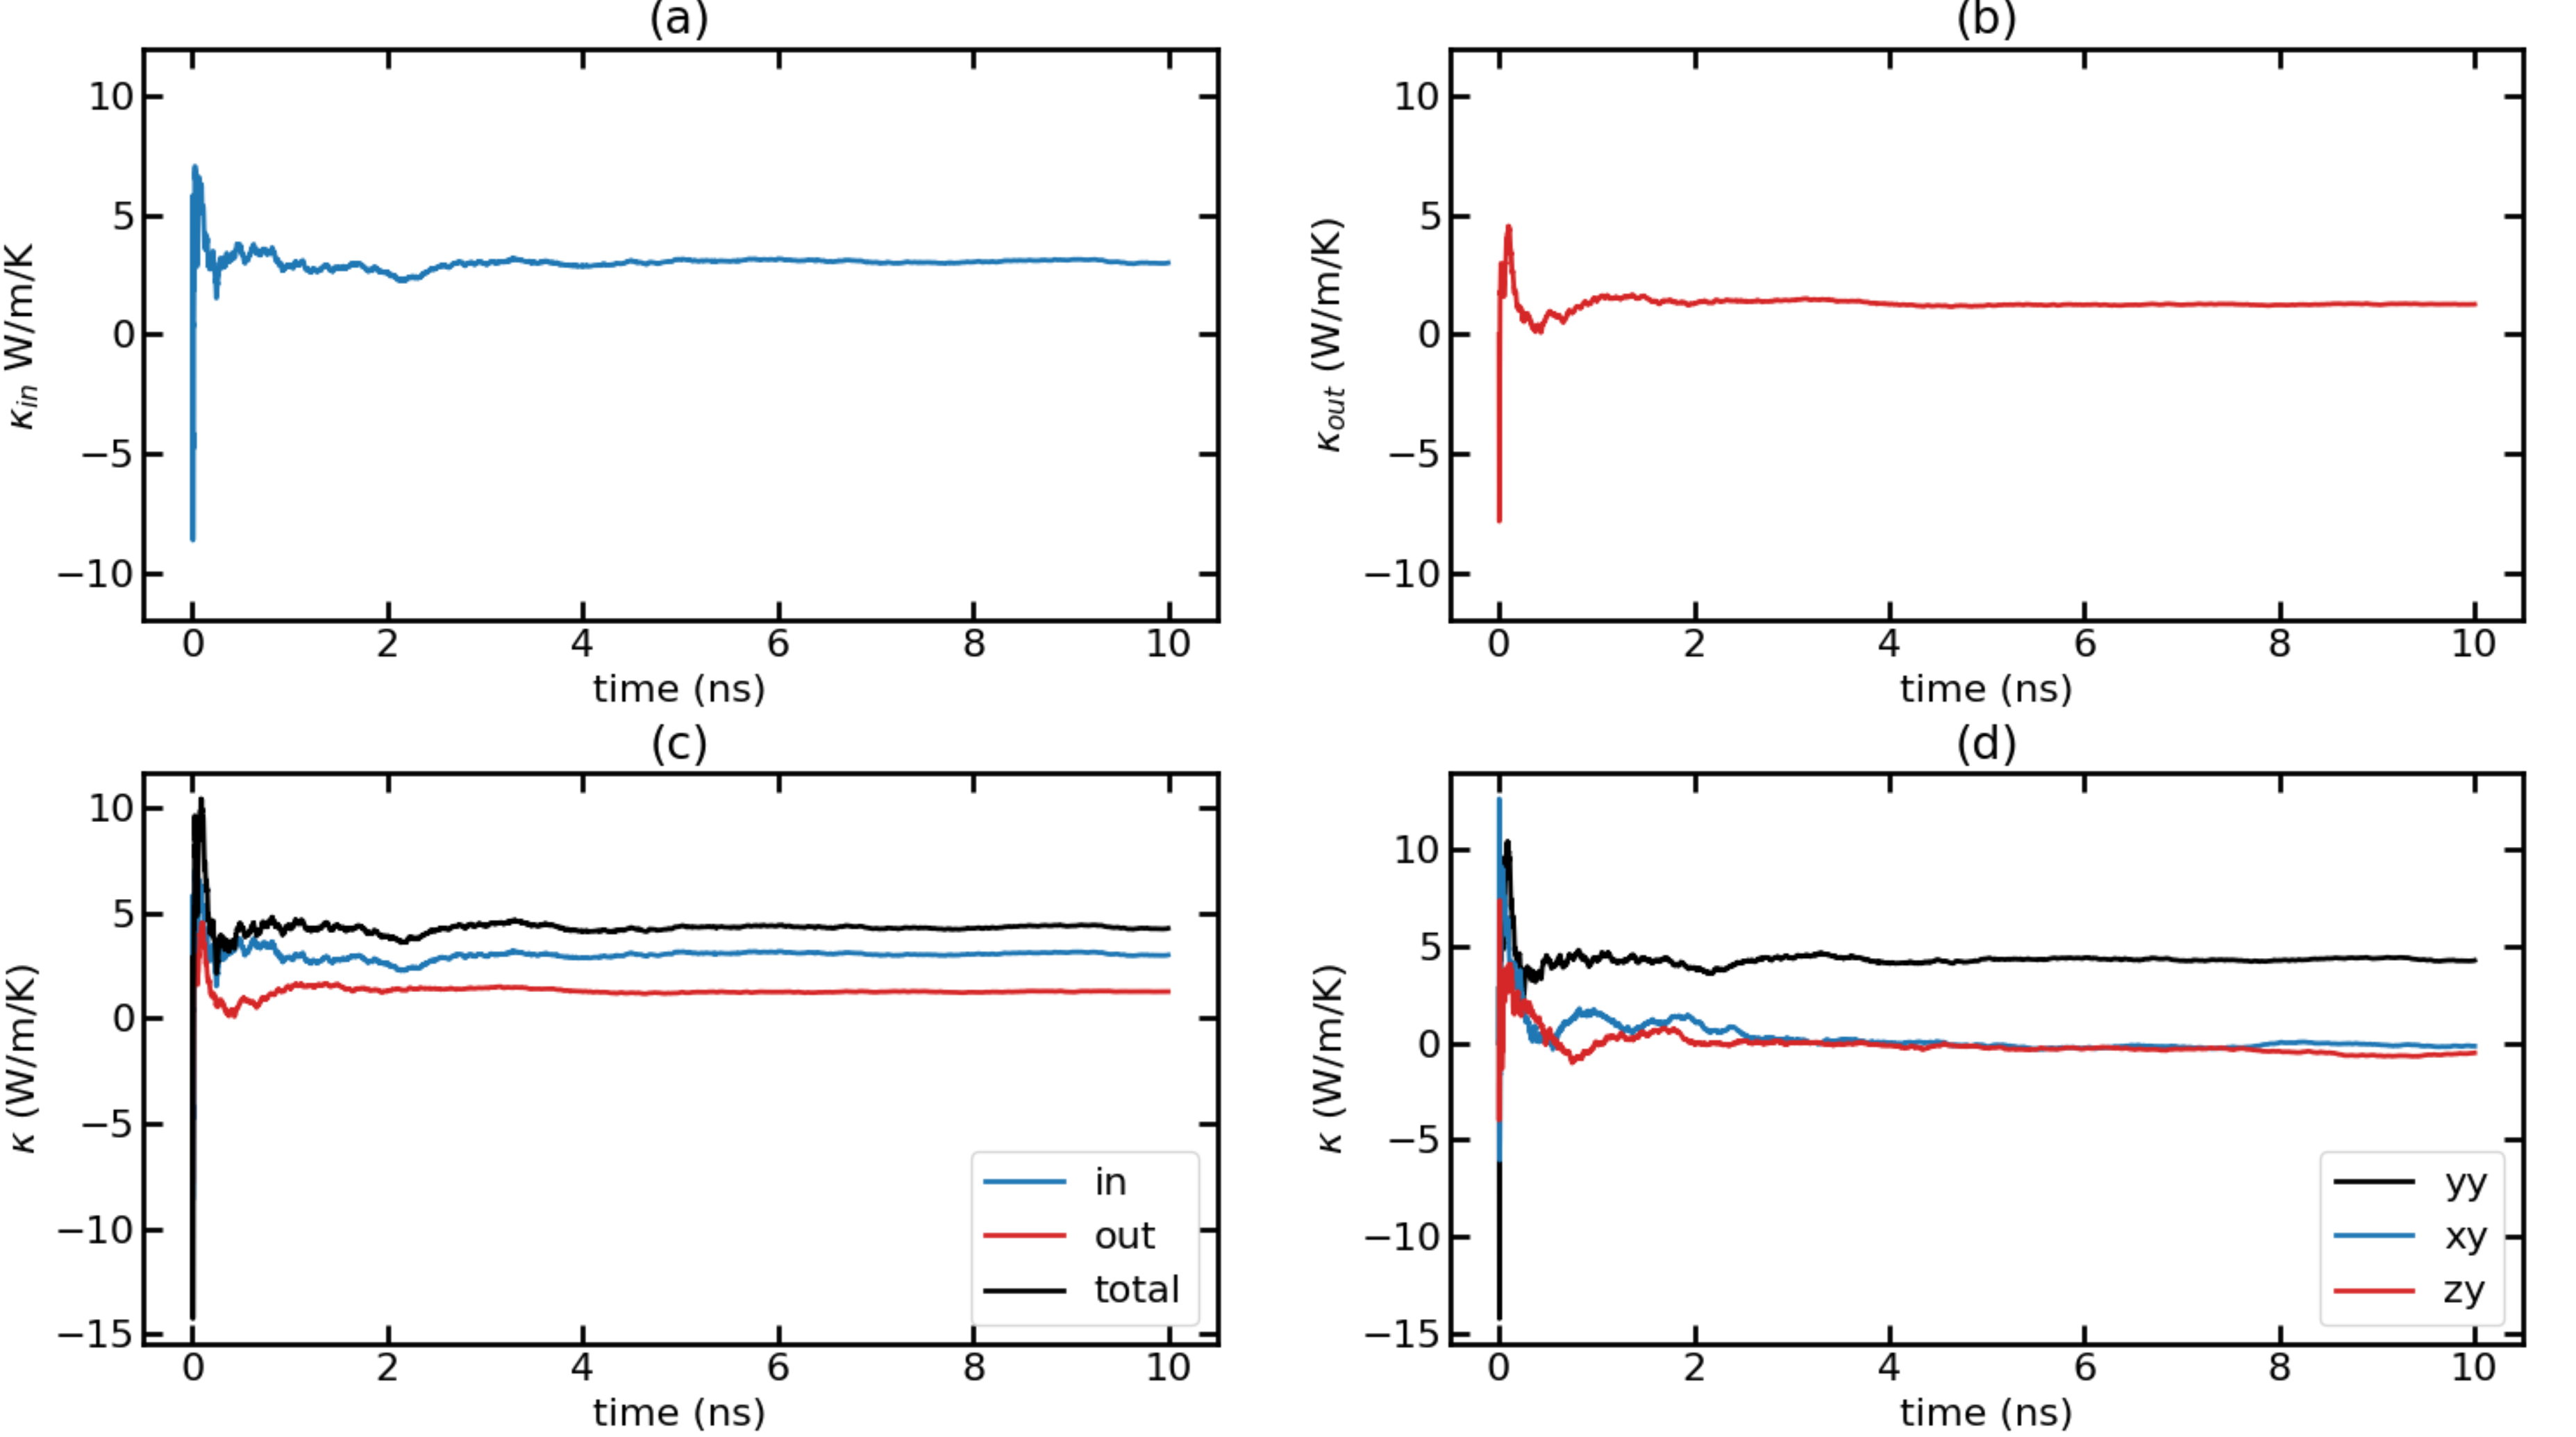 (a)
10
5
0
−5
−10
κin W/m/K
0 2 4 6 8 10
time (ns)
(b)
10
5
0
−5
−10
κout (W/m/K)
0 2 4 6 8 10
time (ns)
(c)
10
5
0
−5
−10
−15
κ (W/m/K)
in
out
total
0 2 4 6 8 10
time (ns)
(d)
10
5
0
−5
−10
−15
κ (W/m/K)
yy
xy
zy
0 2 4 6 8 10
time (ns)